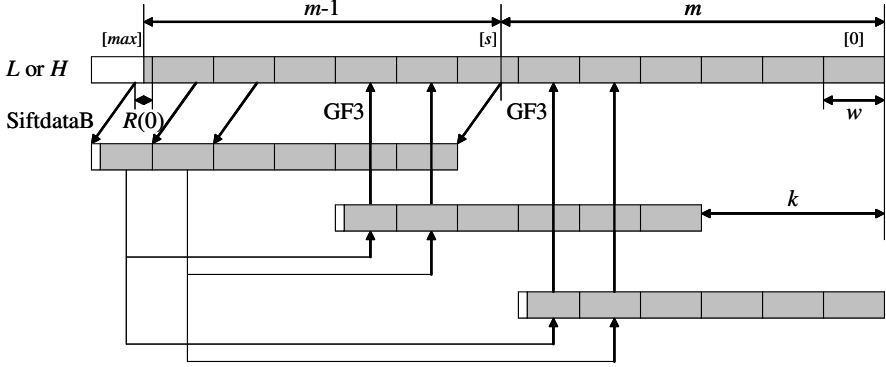 m-1 m
[max] [s] [0]
L or H
SiftdataB R(0) GF3 GF3 w
k